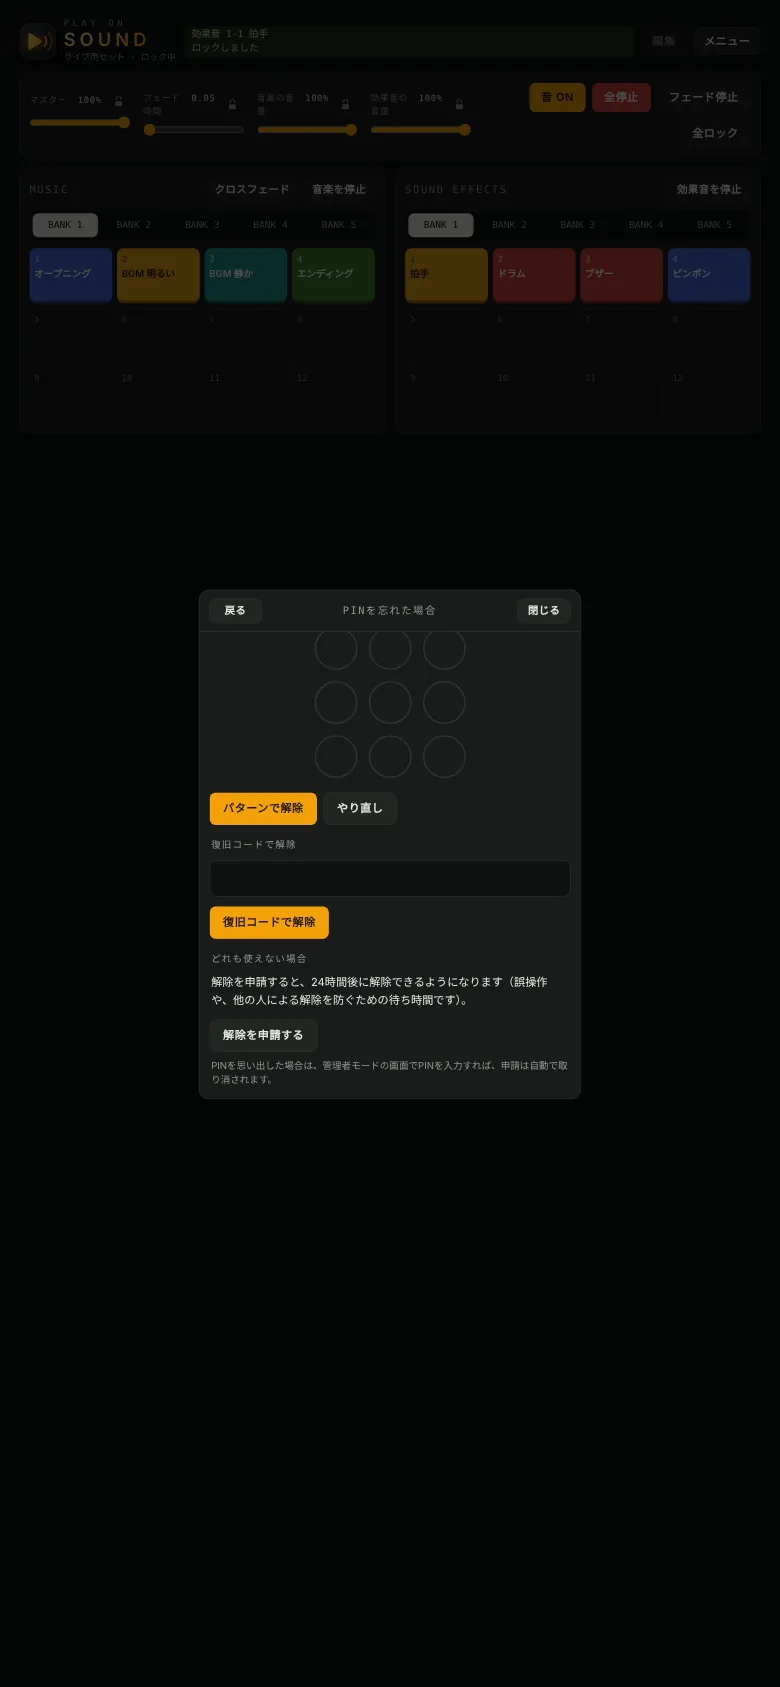 PLAY ON
SOUND
ライブ用セット ・ ロック中
効果音 1-1 拍手
ロックしました
編集
メニュー
マスター 100%
フェード時間 0.0S
音楽の音量 100%
効果音の音量 100%
音 ON
全停止
フェード停止
全ロック
MUSIC
クロスフェード
音楽を停止
BANK 1
BANK 2
BANK 3
BANK 4
BANK 5
1
オープニング
2
BGM 明るい
3
BGM 静か
4
エンディング
5
6
7
8
9
10
11
12
SOUND EFFECTS
効果音を停止
BANK 1
BANK 2
BANK 3
BANK 4
BANK 5
1
拍手
2
ドラム
3
ブザー
4
ピンポン
5
6
7
8
9
10
11
12
戻る
PINを忘れた場合
閉じる
パターンで解除
やり直し
復旧コードで解除
復旧コードで解除
どれも使えない場合
解除を申請すると、24時間後に解除できるようになります（誤操作
や、他の人による解除を防ぐための待ち時間です）。
解除を申請する
PINを思い出した場合は、管理者モードの画面でPINを入力すれば、申請は自動で取
り消されます。